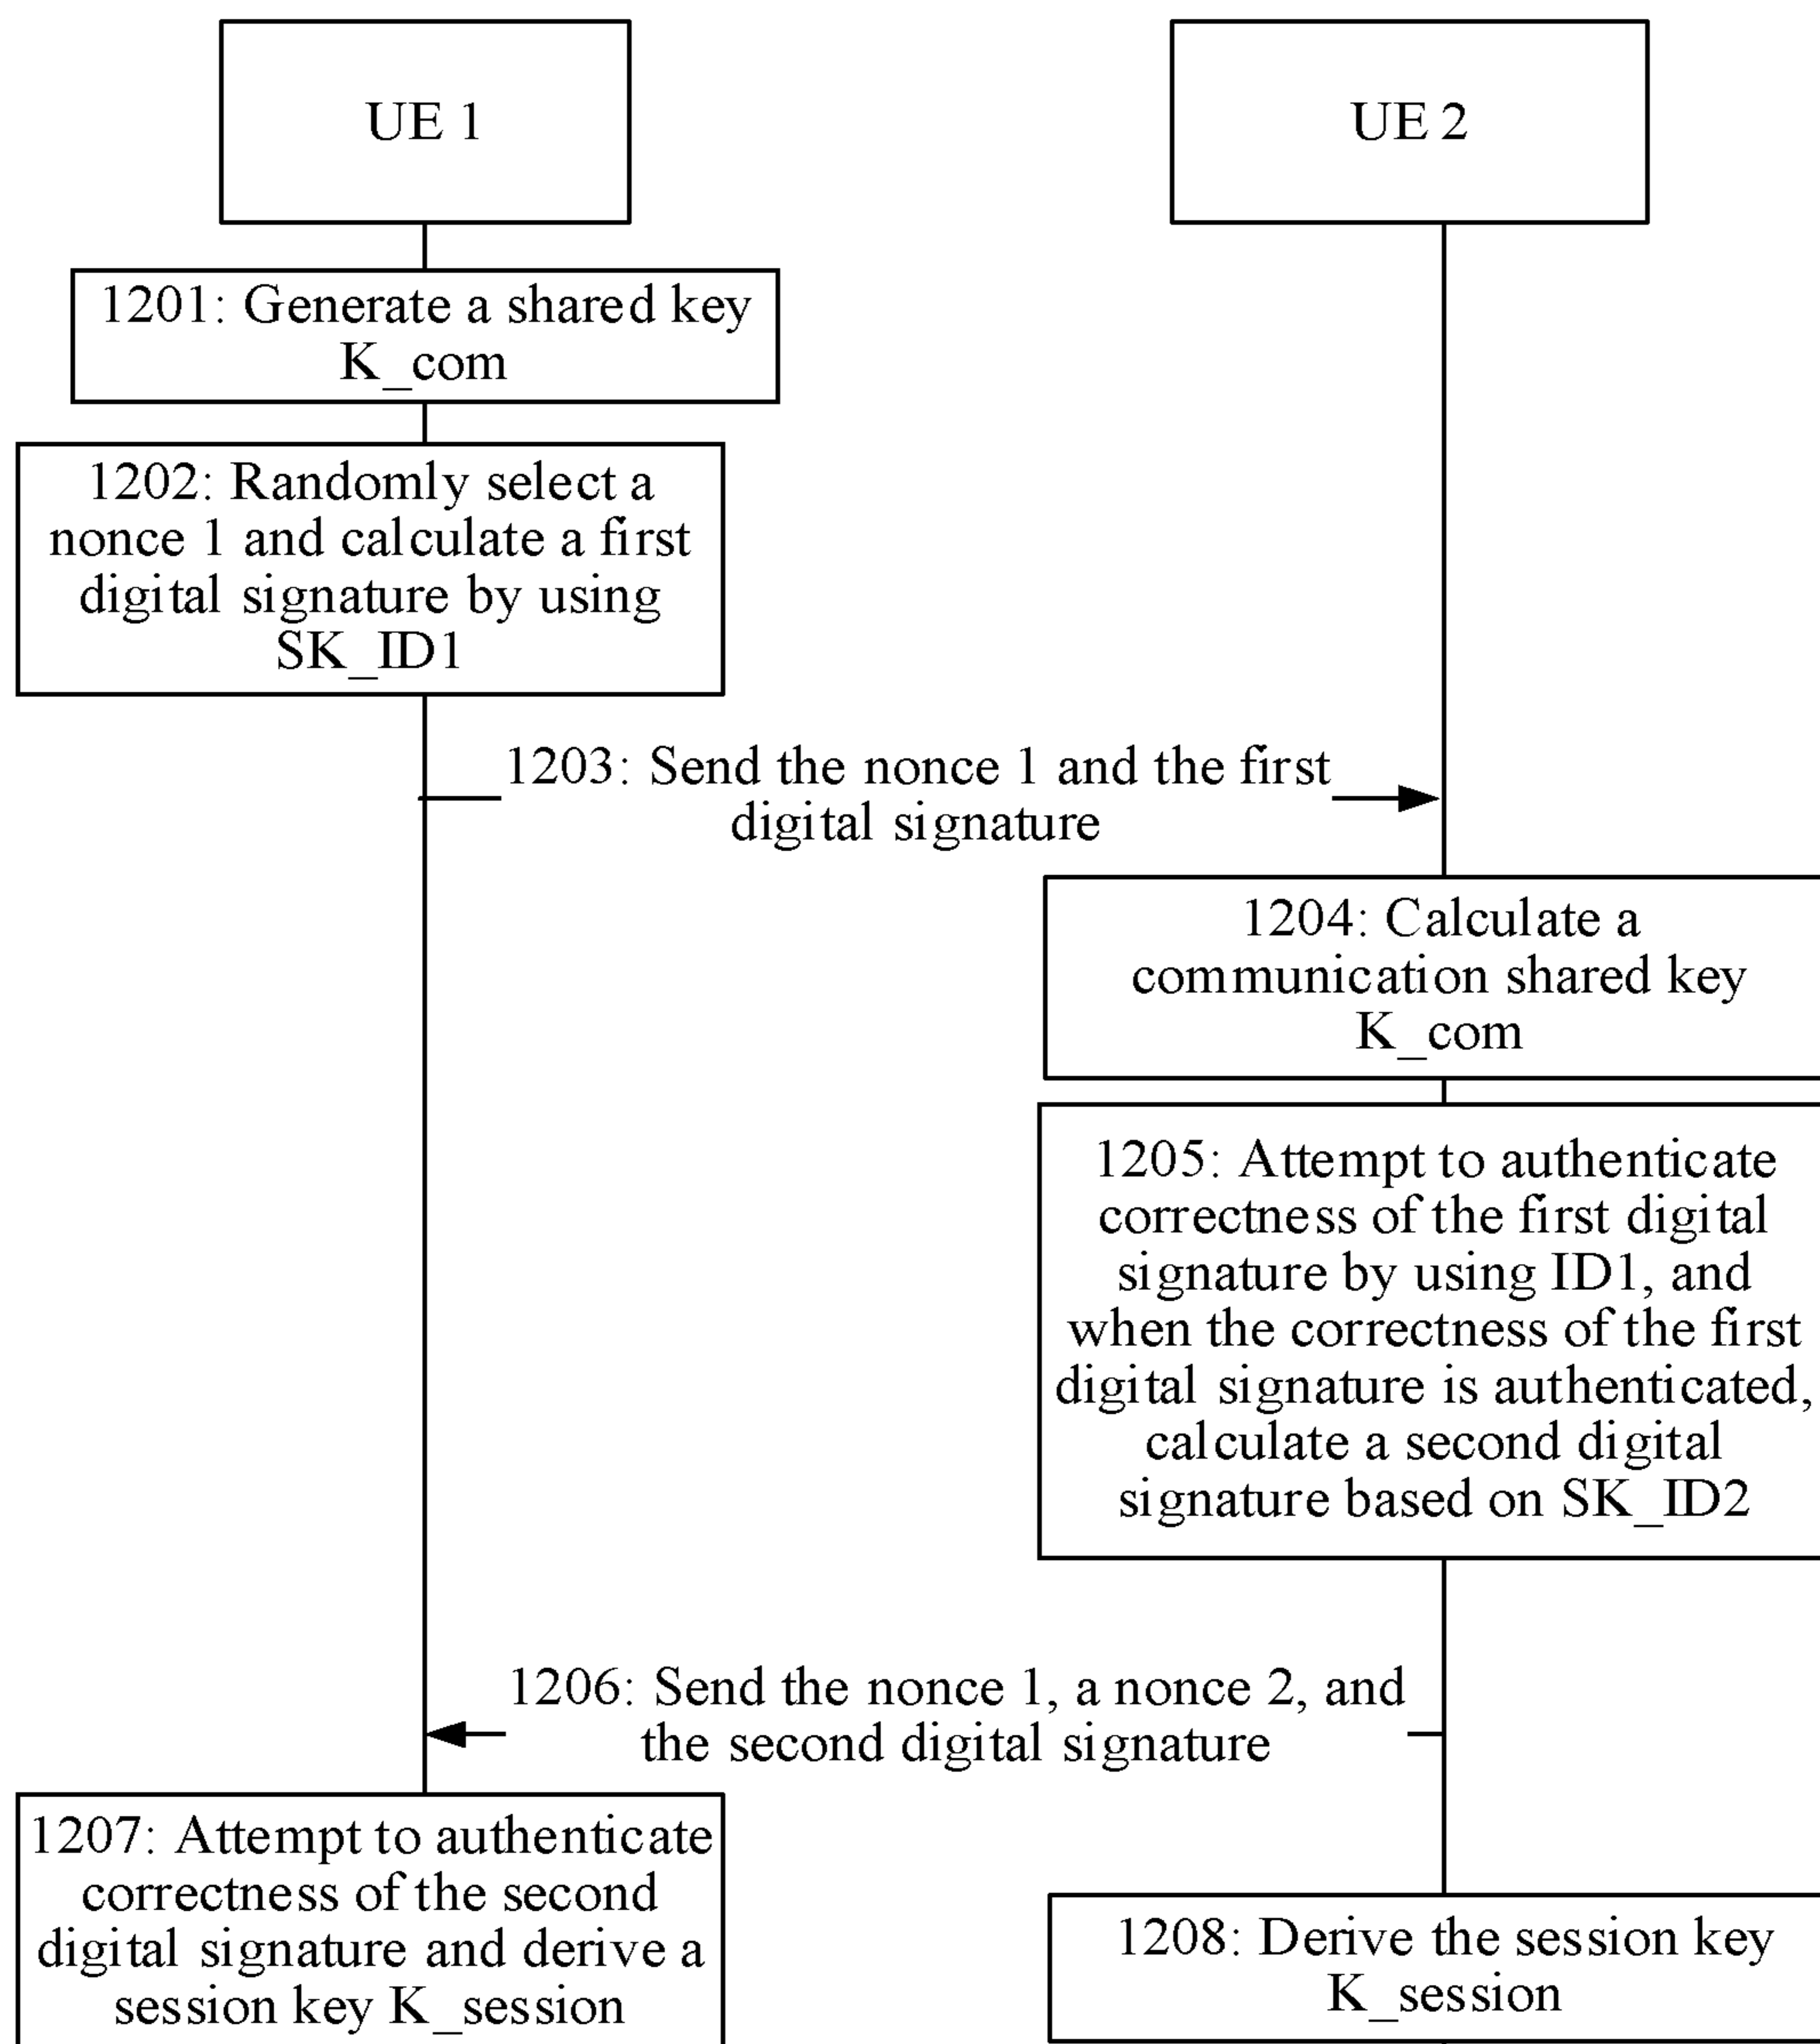 UE 1
UE 2
1201: Generate a shared key
K_com
1202: Randomly select a
nonce 1 and calculate a first
digital signature by using
SK_ID1
1203: Send the nonce 1 and the first
digital signature
1204: Calculate a
communication shared key
K_com
1205: Attempt to authenticate
correctness of the first digital
signature by using ID1, and
when the correctness of the first
digital signature is authenticated,
calculate a second digital
signature based on SK_ID2
1206: Send the nonce 1, a nonce 2, and
the second digital signature
1207: Attempt to authenticate
correctness of the second
digital signature and derive a
session key K_session
1208: Derive the session key
K_session